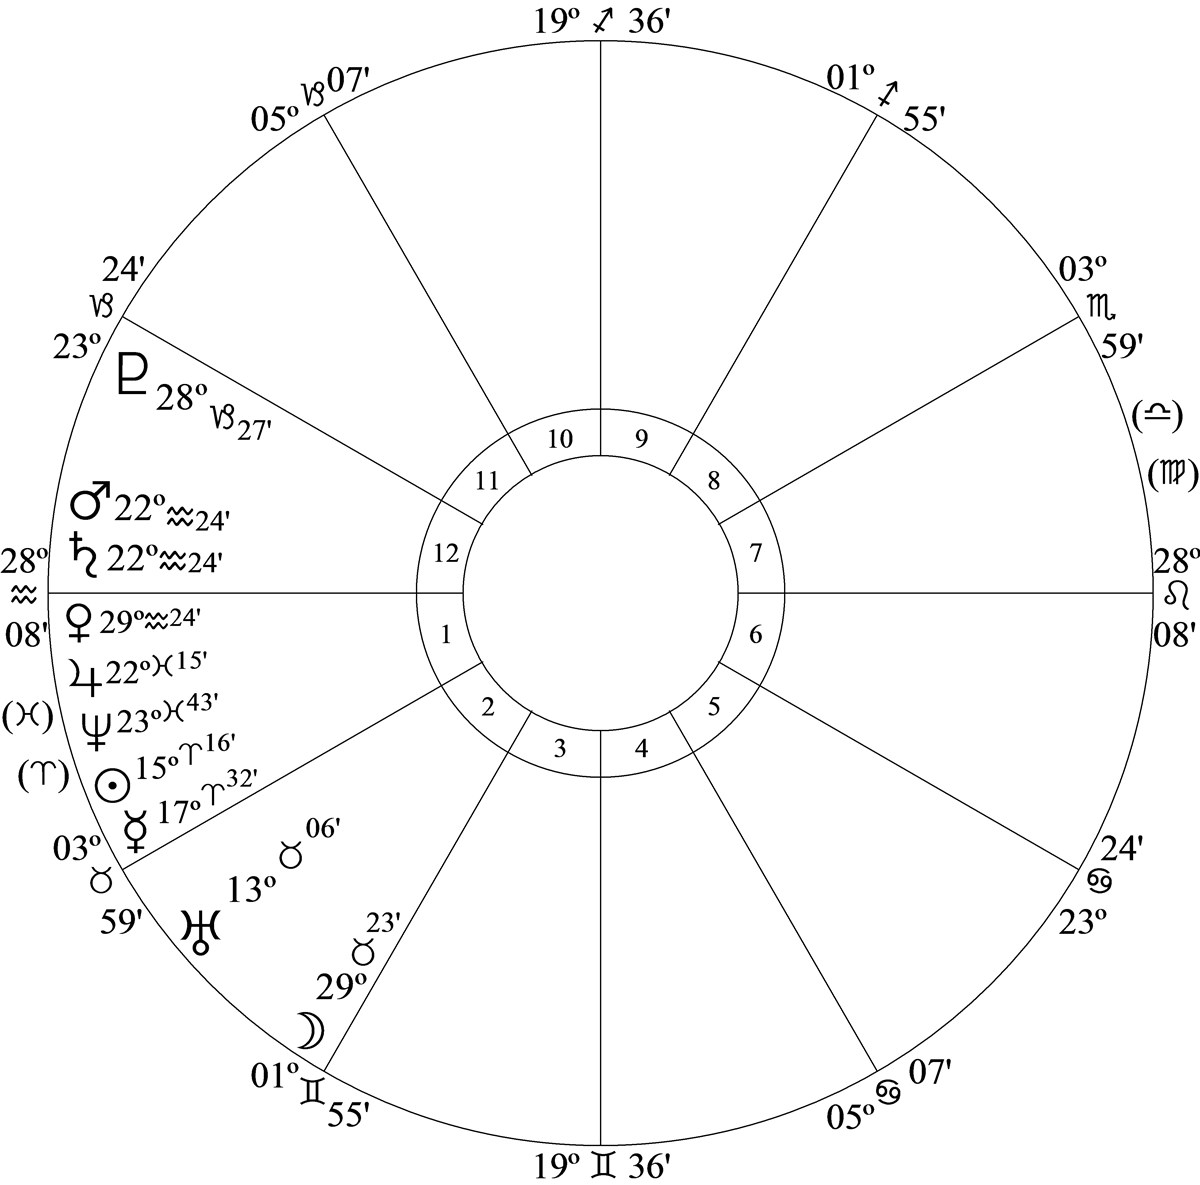 19º ♐ 36'
05º ♑ 07'
01º ♐ 55'
23º ♑ 24'
03º ♏ 59'
♇ 28º ♑ 27'
(♎)
(♍)
♂ 22º ♒ 24'
♄ 22º ♒ 24'
28º ♒ 08'
28º ♌ 08'
♀ 29º ♒ 24'
♃ 22º ♓ 15'
(♓)
♆ 23º ♓ 43'
(♈)
☉ 15º ♈ 16'
☿ 17º ♈ 32'
03º ♉ 59'
♅ 13º ♉ 06'
☽ 29º ♉ 23'
23º ♋ 24'
01º ♊ 55'
05º ♋ 07'
19º ♊ 36'
10
9
11
8
12
7
1
6
2
5
3
4